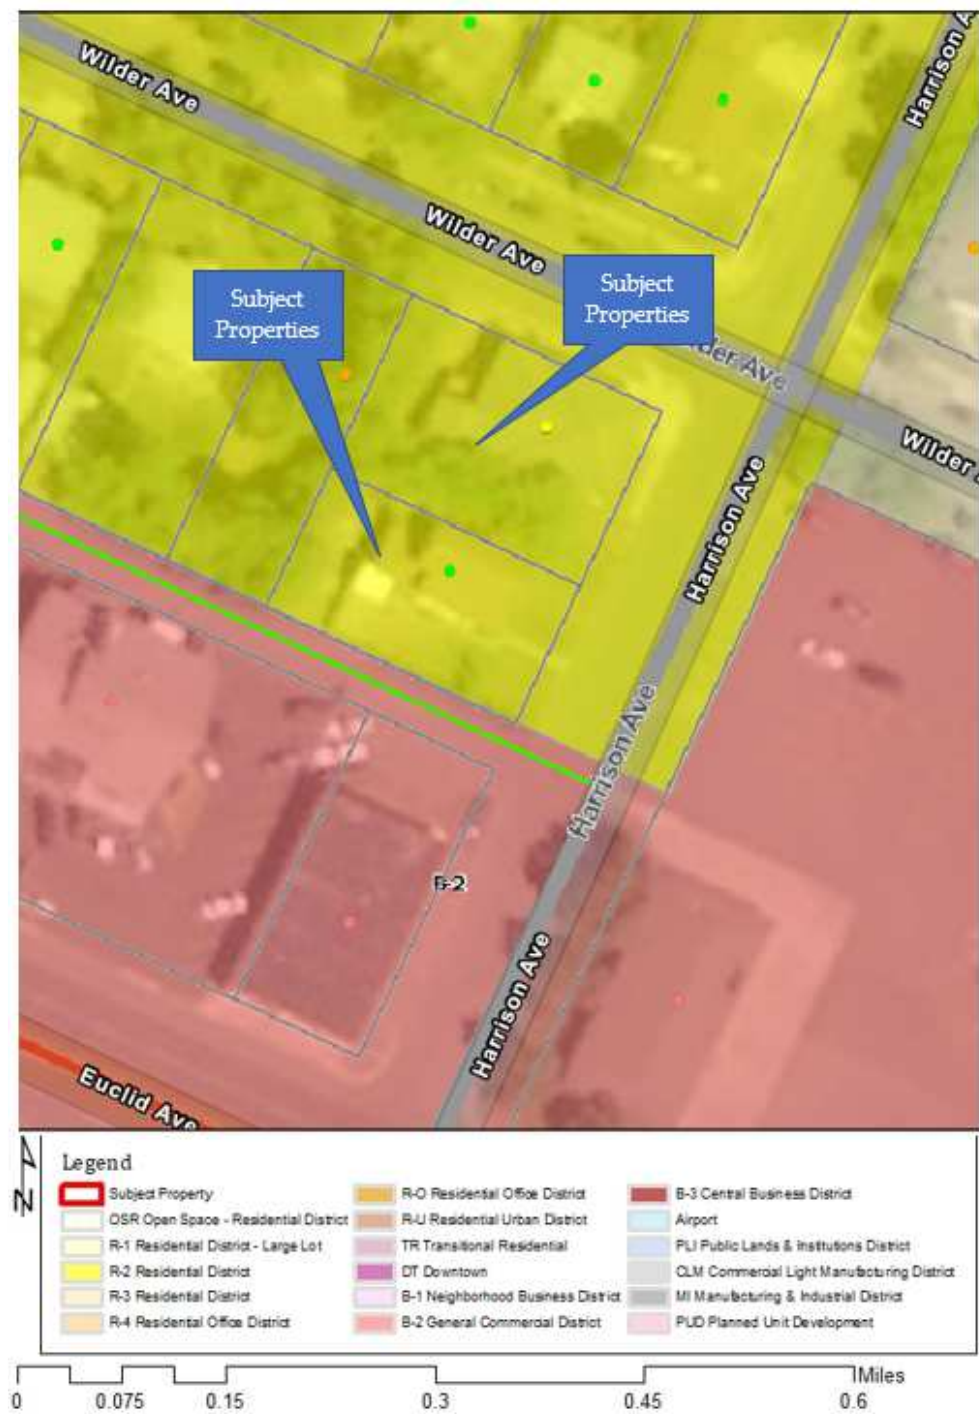 Wilder Ave
Harrison A
Wilder Ave
Subject
Properties
Subject
Properties
lder Ave
Wilder
Harrison Ave
Harrison Ave
B-2
Harrison Ave
Euclid Ave
N
Legend
Subject Property
OSR Open Space - Residential District
R-1 Residential District - Large Lot
R-2 Residential District
R-3 Residential District
R-4 Residential Office District
R-O Residential Office District
R-U Residential Urban District
TR Transitional Residential
DT Downtown
B-1 Neighborhood Business District
B-2 General Commercial District
B-3 Central Business District
Airport
PLI Public Lands & Institutions District
CLM Commercial Light Manufacturing District
MI Manufacturing & Industrial District
PUD Planned Unit Development
Miles
0 0.075 0.15 0.3 0.45 0.6